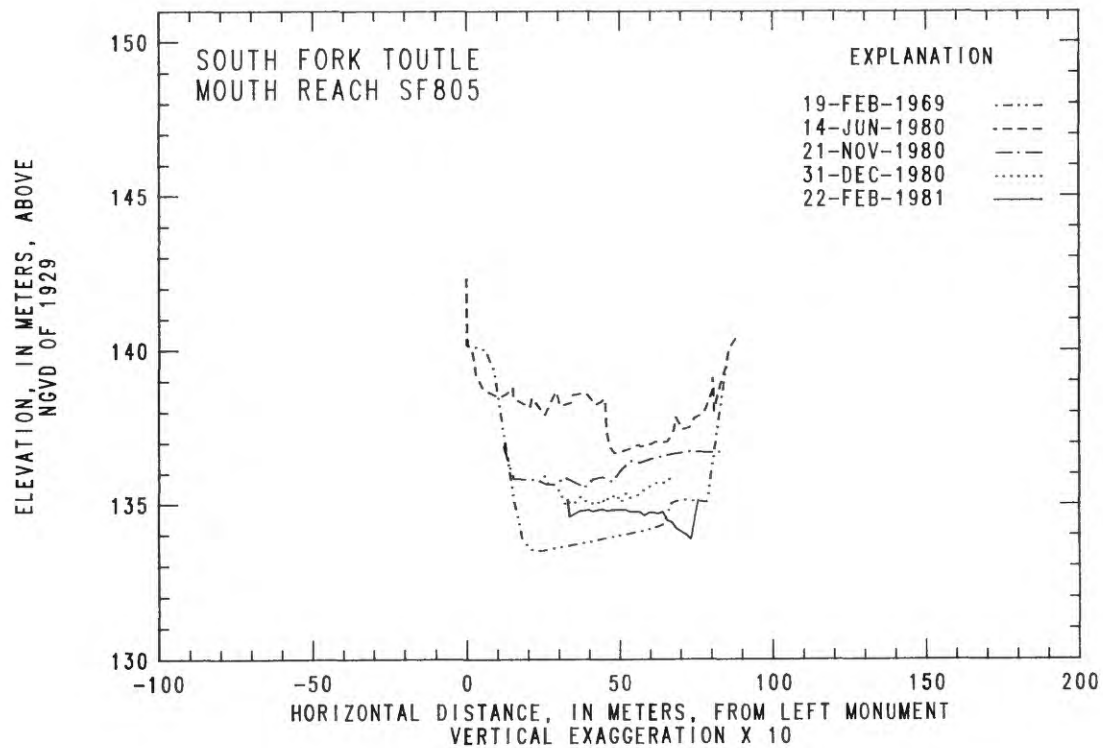 SOUTH FORK TOUTLE
MOUTH REACH SF805
EXPLANATION
19-FEB-1969
14-JUN-1980
21-NOV-1980
31-DEC-1980
22-FEB-1981
ELEVATION, IN METERS, ABOVE
NGVD OF 1929
150
145
140
135
130
-100
-50
0
50
100
150
200
HORIZONTAL DISTANCE, IN METERS, FROM LEFT MONUMENT
VERTICAL EXAGGERATION X 10